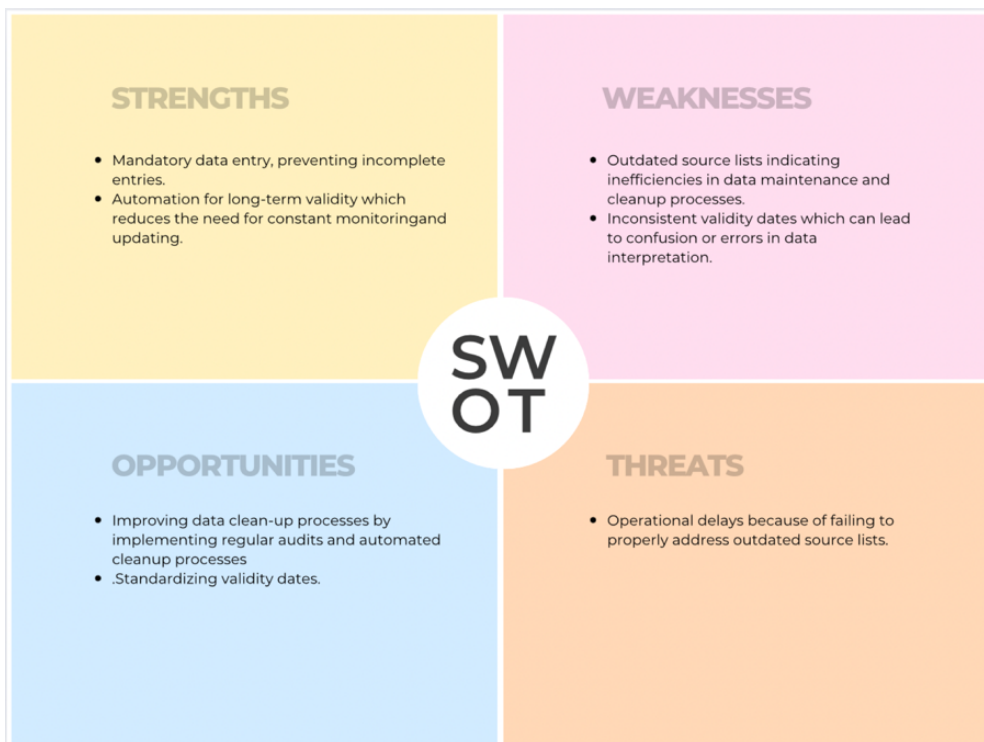 STRENGTHS
• Mandatory data entry, preventing incomplete
entries.
• Automation for long-term validity which
reduces the need for constant monitoringand
updating.
WEAKNESSES
• Outdated source lists indicating
inefficiencies in data maintenance and
cleanup processes.
• Inconsistent validity dates which can lead
to confusion or errors in data
interpretation.
SW
OT
OPPORTUNITIES
• Improving data clean-up processes by
implementing regular audits and automated
cleanup processes
• .Standardizing validity dates.
THREATS
• Operational delays because of failing to
properly address outdated source lists.